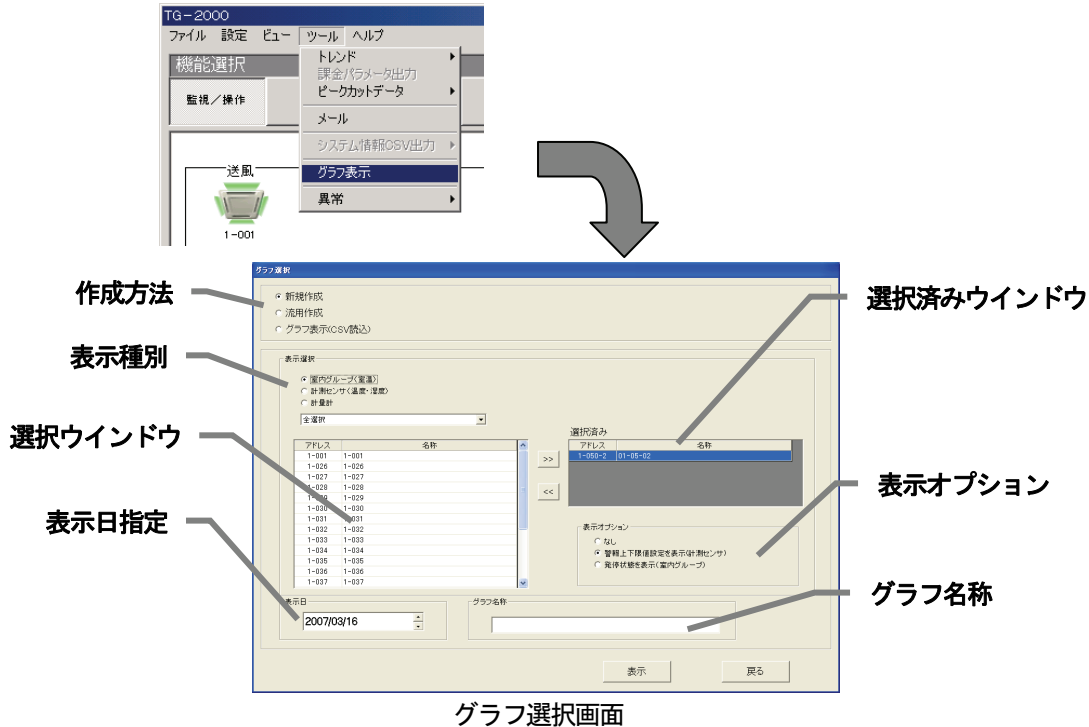 TG-2000
ファイル 設定 ビュー ツール ヘルプ
機能選択
監視／操作
トレンド
課金パラメータ出力
ピークカットデータ
メール
システム情報CSV出力
グラフ表示
異常
送風
1-001
グラフ選択
作成方法
新規作成
流用作成
グラフ表示(CSV読込)
選択済みウインドウ
表示種別
表示選択
室内グループ(室温)
計測センサ(温度・湿度)
計量計
全選択
選択ウインドウ
アドレス 名称
1-001 1-001
1-026 1-026
1-027 1-027
1-028 1-028
1-029 1-029
1-030 1-030
1-031 1-031
1-032 1-032
1-033 1-033
1-034 1-034
1-035 1-035
1-036 1-036
1-037 1-037
>>
<<
選択済み
アドレス 名称
1-050-2 01-05-02
表示オプション
表示オプション
なし
警報上下限値設定を表示(計測センサ)
発停状態を表示(室内グループ)
表示日指定
表示日
2007/03/16
グラフ名称
グラフ名称
表示 戻る
グラフ選択画面